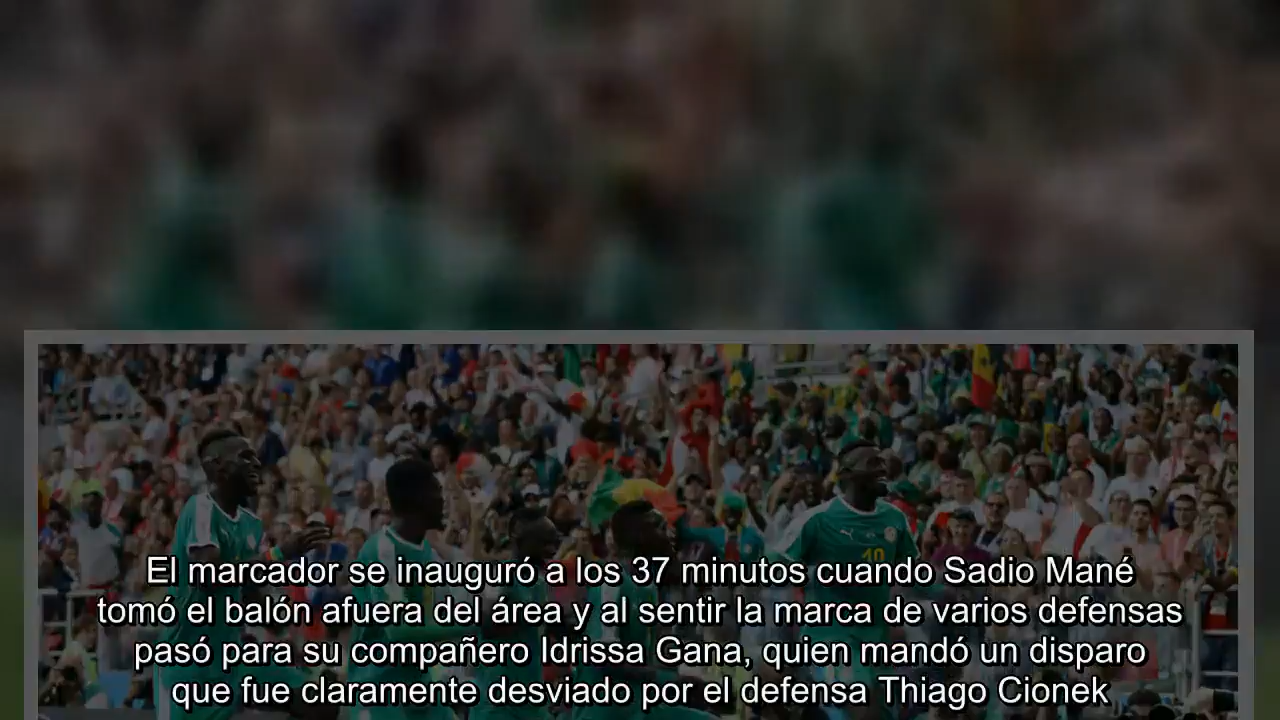 El marcador se inauguró a los 37 minutos cuando Sadio Mané
tomó el balón afuera del área y al sentir la marca de varios defensas
pasó para su compañero Idrissa Gana, quien mandó un disparo
que fue claramente desviado por el defensa Thiago Cionek
10